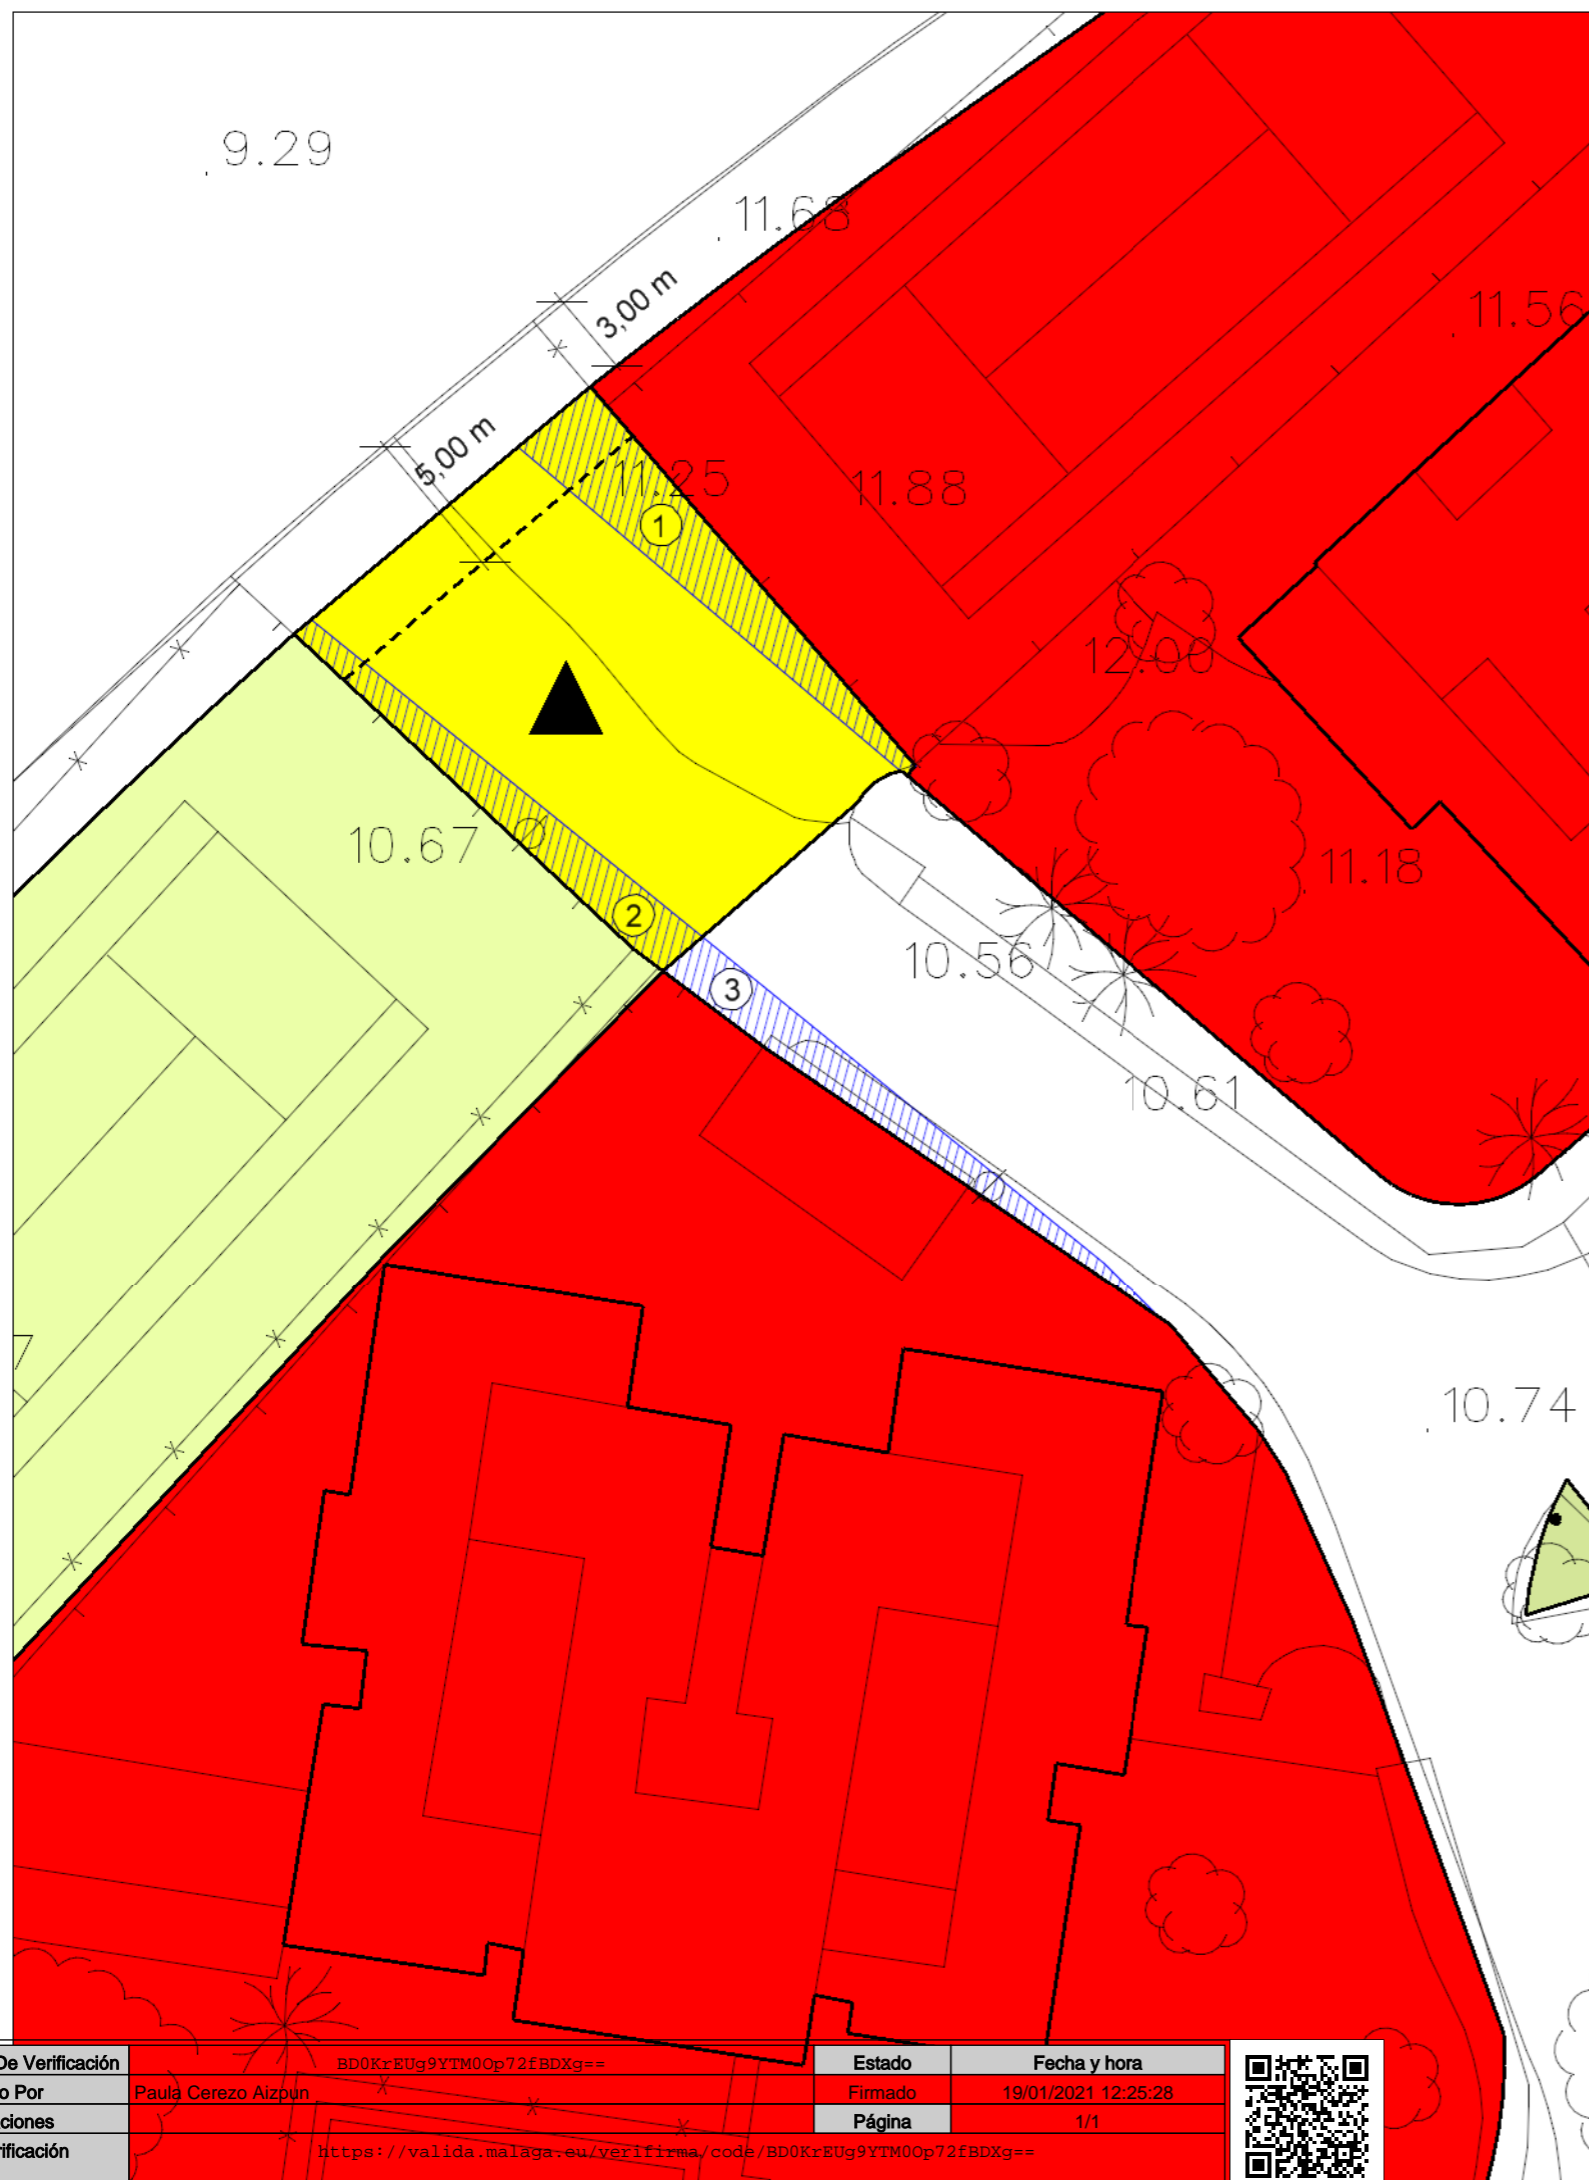 9.29
11.68
3,00 m
11.56
5,00 m
11.25
11.88
1
12.00
10.67
11.18
2
10.56
3
10.61
7
10.74
De Verificación BD0KrEUg9YTM0Op72fBDXg== Estado Fecha y hora
o Por Paula Cerezo Aizpun Firmado 19/01/2021 12:25:28
ciones Página 1/1
rificación https://valida.malaga.eu/verifirma/code/BD0KrEUg9YTM0Op72fBDXg==